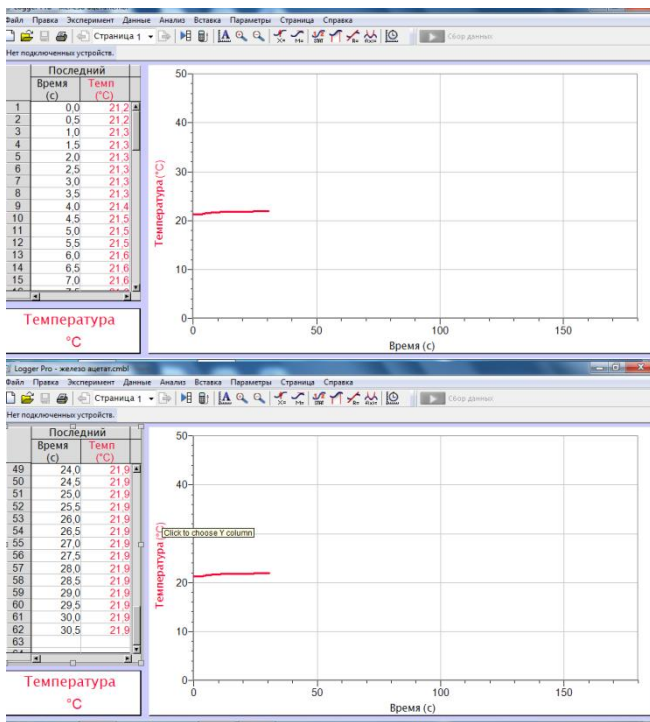 Файл Правка Эксперимент Данные Анализ Вставка Параметры Страница Справка
Страница 1 Сбор данных
Нет подключенных устройств.
Последний
Время Темп
(с) (°C)
1 0,0 21,2
2 0,5 21,2
3 1,0 21,3
4 1,5 21,3
5 2,0 21,3
6 2,5 21,3
7 3,0 21,3
8 3,5 21,3
9 4,0 21,4
10 4,5 21,5
11 5,0 21,5
12 5,5 21,5
13 6,0 21,6
14 6,5 21,6
15 7,0 21,6
Температура
°C
50
40
30
20
10
0
Температура (°C)
0 50 100 150
Время (с)
Logger Pro - железо ацетат.cmbl
Файл Правка Эксперимент Данные Анализ Вставка Параметры Страница Справка
Страница 1 Сбор данных
Нет подключенных устройств.
Последний
Время Темп
(с) (°C)
49 24,0 21,9
50 24,5 21,9
51 25,0 21,9
52 25,5 21,9
53 26,0 21,9
54 26,5 21,9
55 27,0 21,9
56 27,5 21,9
57 28,0 21,9
58 28,5 21,9
59 29,0 21,9
60 29,5 21,9
61 30,0 21,9
62 30,5 21,9
63
Температура
°C
50
40
20
10
0
Температура (°C)
Click to choose Y column
0 50 100 150
Время (с)